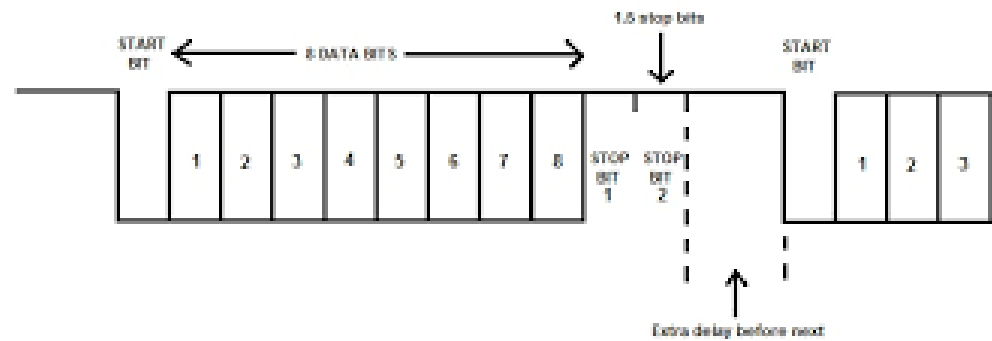 1.5 stop bits
START
BIT
8 DATA BITS
START
BIT
1 2 3 4 5 6 7 8
STOP
BIT
1
STOP
BIT
2
1 2 3
Extra delay before next